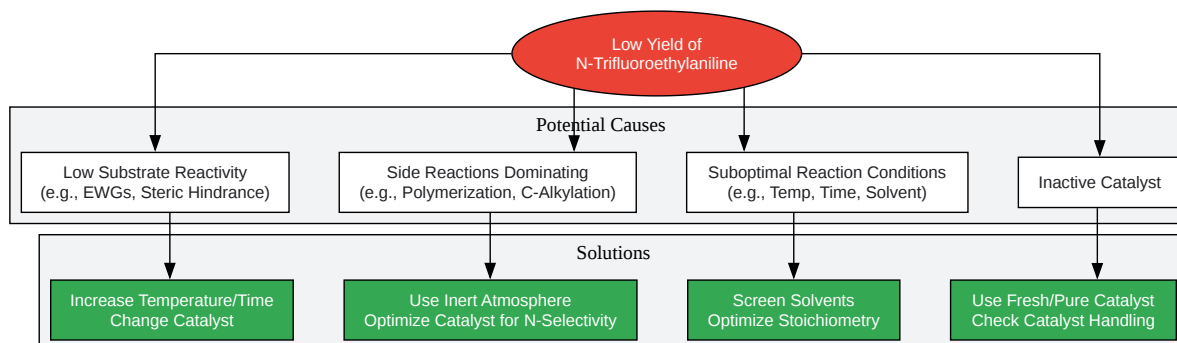 Low Yield of
N-Trifluoroethylaniline
Potential Causes
Low Substrate Reactivity
(e.g., EWGs, Steric Hindrance)
Side Reactions Dominating
(e.g., Polymerization, C-Alkylation)
Suboptimal Reaction Conditions
(e.g., Temp, Time, Solvent)
Inactive Catalyst
Solutions
Increase Temperature/Time
Change Catalyst
Use Inert Atmosphere
Optimize Catalyst for N-Selectivity
Screen Solvents
Optimize Stoichiometry
Use Fresh/Pure Catalyst
Check Catalyst Handling